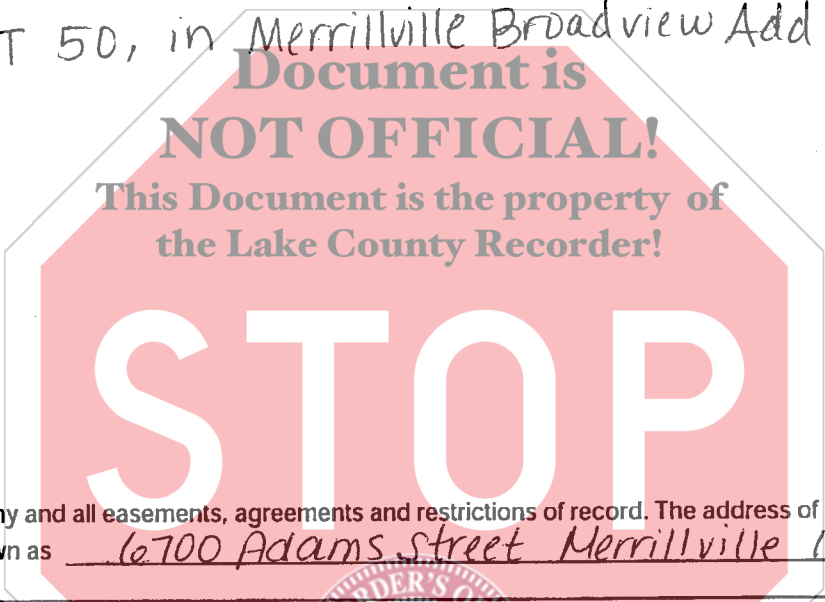 T 50, in Merrillville Broadview Add
Document is
NOT OFFICIAL!
This Document is the property of
the Lake County Recorder!
STOP
ny and all easements, agreements and restrictions of record. The address of
wn as 6700 Adams Street Merrillville
RDER'S O